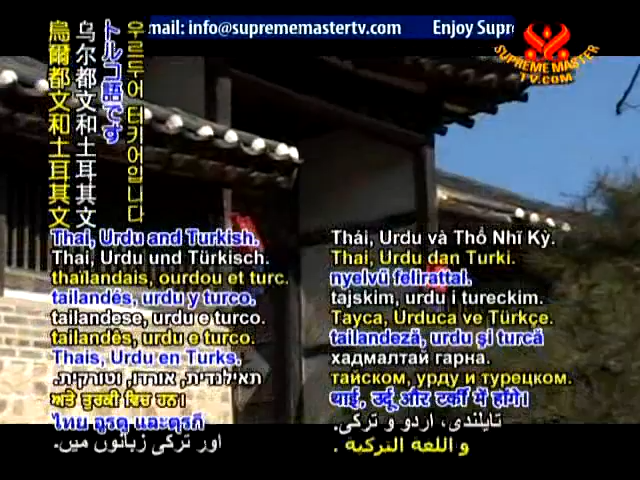 mail: info@suprememastertv.com Enjoy Supre
SUPREME MASTER
TV.COM
烏爾都文和土耳其文
乌尔都文和土耳其文
トルコ語です
우르두어 터키어입니다
Thai, Urdu and Turkish.
Thai, Urdu und Türkisch.
thaïlandais, ourdou et turc.
tailandés, urdu y turco.
tailandese, urdu e turco.
tailandês, urdu e turco.
Thais, Urdu en Turks.
תאילנדית, אורדו, וטורקית.
ਅਤੇ ਤੁਰਕੀ ਵਿਚ ਹਨ।
ไทย อูรดู และตุรกี
اور ترکی زبانوں میں.
Thái, Urdu và Thổ Nhĩ Kỳ.
Thai, Urdu dan Turki.
nyelvű felirattal.
tajskim, urdu i tureckim.
Tayca, Urduca ve Türkçe.
tailandeză, urdu şi turcă
хадмалтай гарна.
тайском, урду и турецком.
थाई, उर्दू और टर्की में होंगे।
تایلندی، اردو و ترکی.
و اللغة التركية .